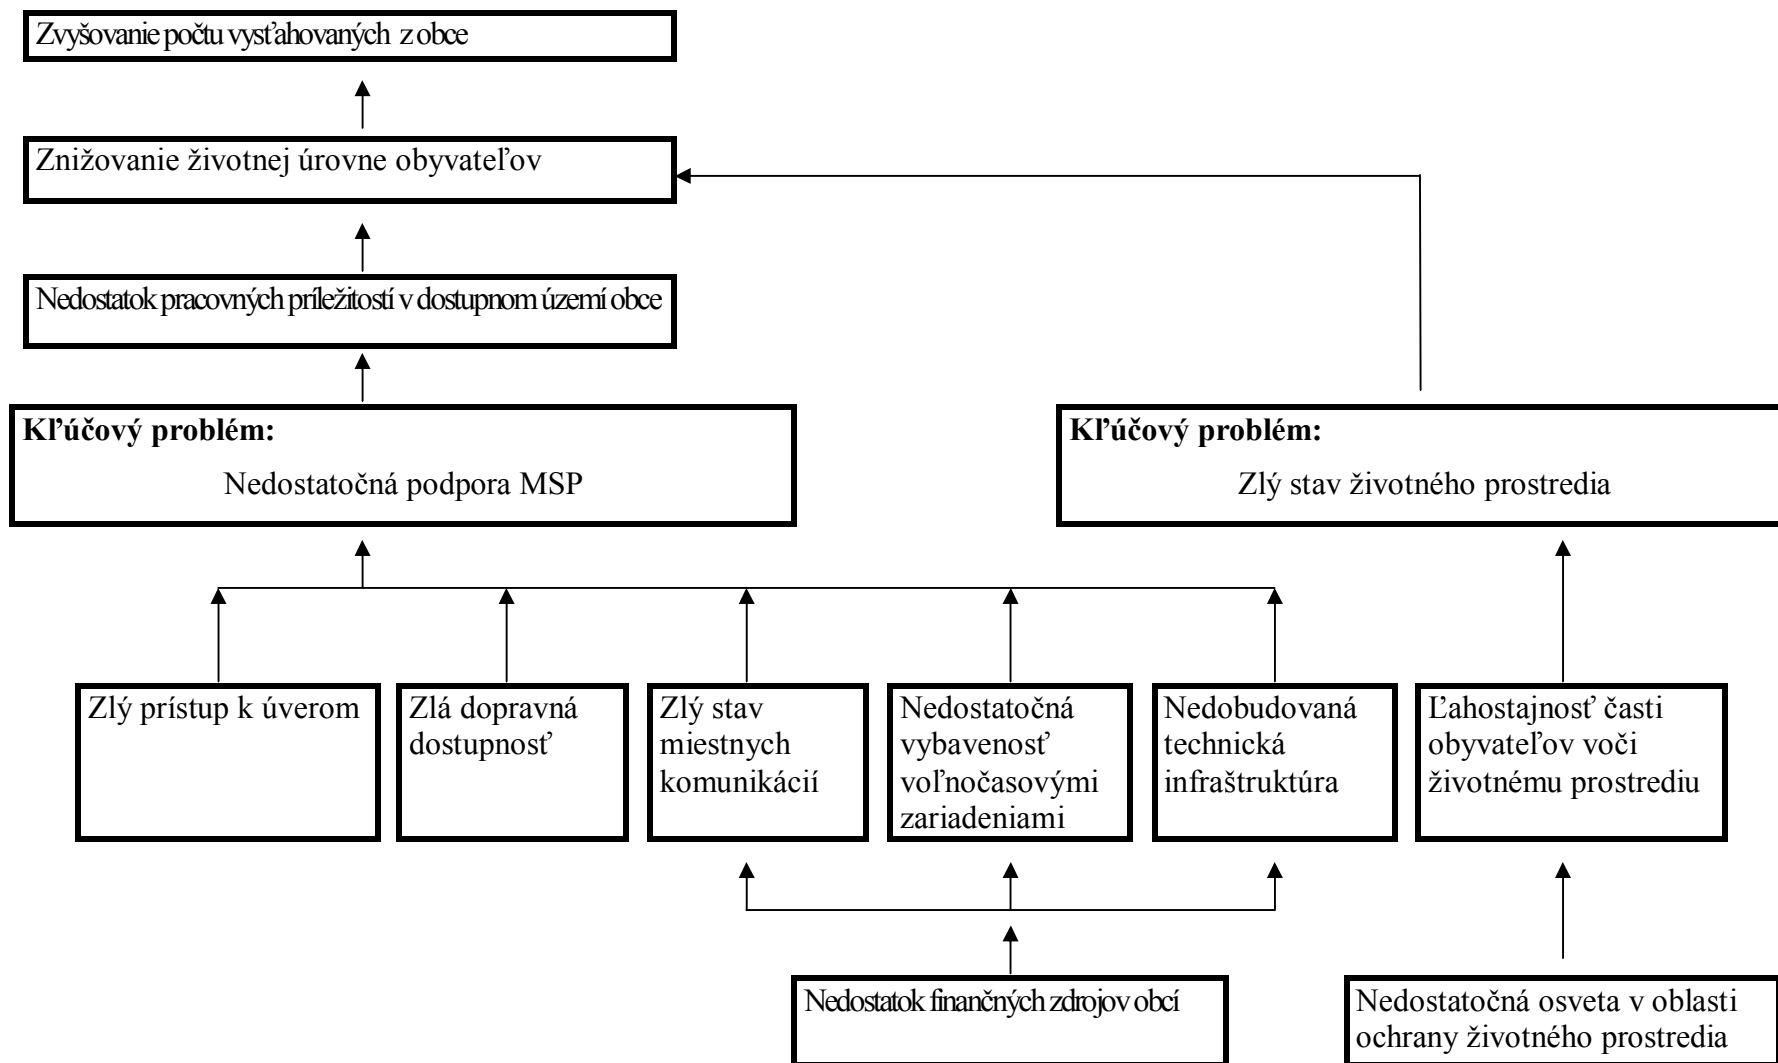 Zvyšovanie počtu vysťahovaných z obce
Znižovanie životnej úrovne obyvateľov
Nedostatok pracovných príležitostí v dostupnom území obce
Kľúčový problém:
Nedostatočná podpora MSP
Kľúčový problém:
Zlý stav životného prostredia
Zlý prístup k úverom
Zlá dopravná
dostupnosť
Zlý stav
miestnych
komunikácií
Nedostatočná
vybavenosť
voľnočasovými
zariadeniami
Nedobudovaná
technická
infraštruktúra
Ľahostajnosť časti
obyvateľov voči
životnému prostrediu
Nedostatok finančných zdrojov obcí
Nedostatočná osveta v oblasti
ochrany životného prostredia